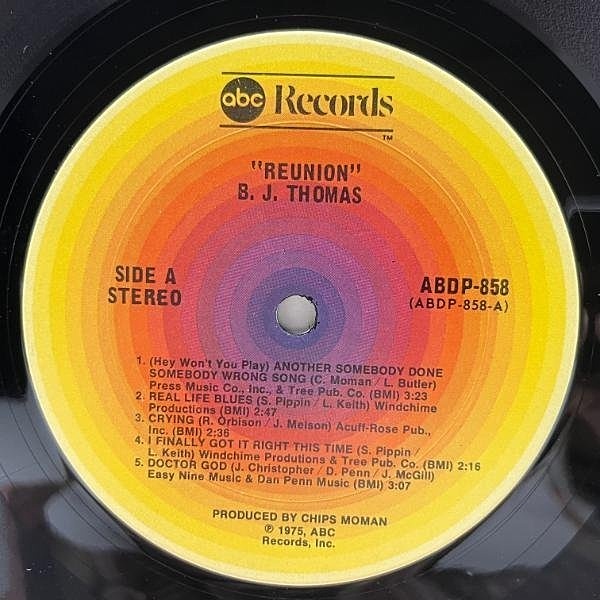 abc Records
TM
"REUNION"
B. J. THOMAS
SIDE A
STEREO
ABDP-858
(ABDP-858-A)
1. (Hey Won't You Play) ANOTHER SOMEBODY DONE
SOMEBODY WRONG SONG (C. Moman / L. Butler)
Press Music Co., Inc., & Tree Pub. Co. (BMI) 3:23
2. REAL LIFE BLUES (S. Pippin / L. Keith) Windchime
Productions (BMI) 2:47
3. CRYING (R. Orbison / J. Melson) Acuff-Rose Pub.,
Inc. (BMI) 2:36
4. I FINALLY GOT IT RIGHT THIS TIME (S. Pippin /
L. Keith) Windchime Produtions & Tree Pub. Co. (BMI) 2:16
5. DOCTOR GOD (J. Christopher / D. Penn / J. McGill)
Easy Nine Music & Dan Penn Music (BMI) 3:07
PRODUCED BY CHIPS MOMAN
℗ 1975, ABC
Records, Inc.